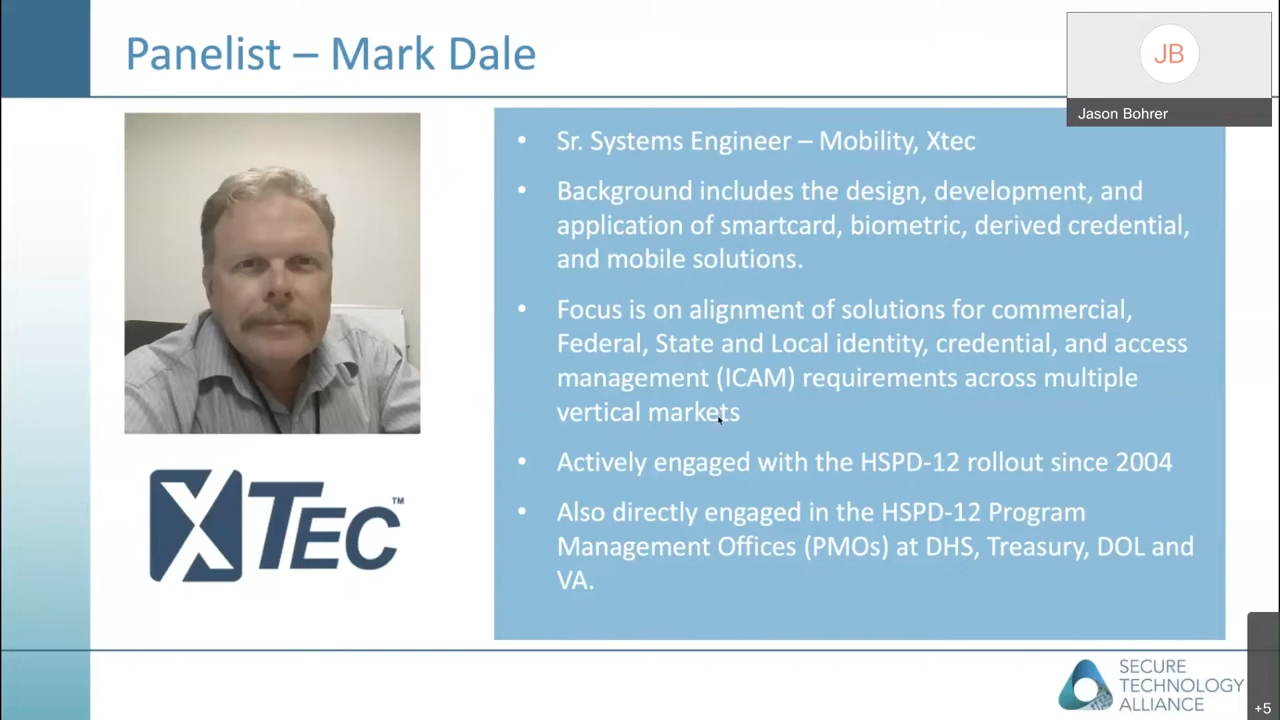 Panelist – Mark Dale
JB
Jason Bohrer
• Sr. Systems Engineer – Mobility, Xtec
• Background includes the design, development, and
application of smartcard, biometric, derived credential,
and mobile solutions.
• Focus is on alignment of solutions for commercial,
Federal, State and Local identity, credential, and access
management (ICAM) requirements across multiple
vertical markets
• Actively engaged with the HSPD-12 rollout since 2004
• Also directly engaged in the HSPD-12 Program
Management Offices (PMOs) at DHS, Treasury, DOL and
VA.
XTEC™
SECURE
TECHNOLOGY
ALLIANCE
+5